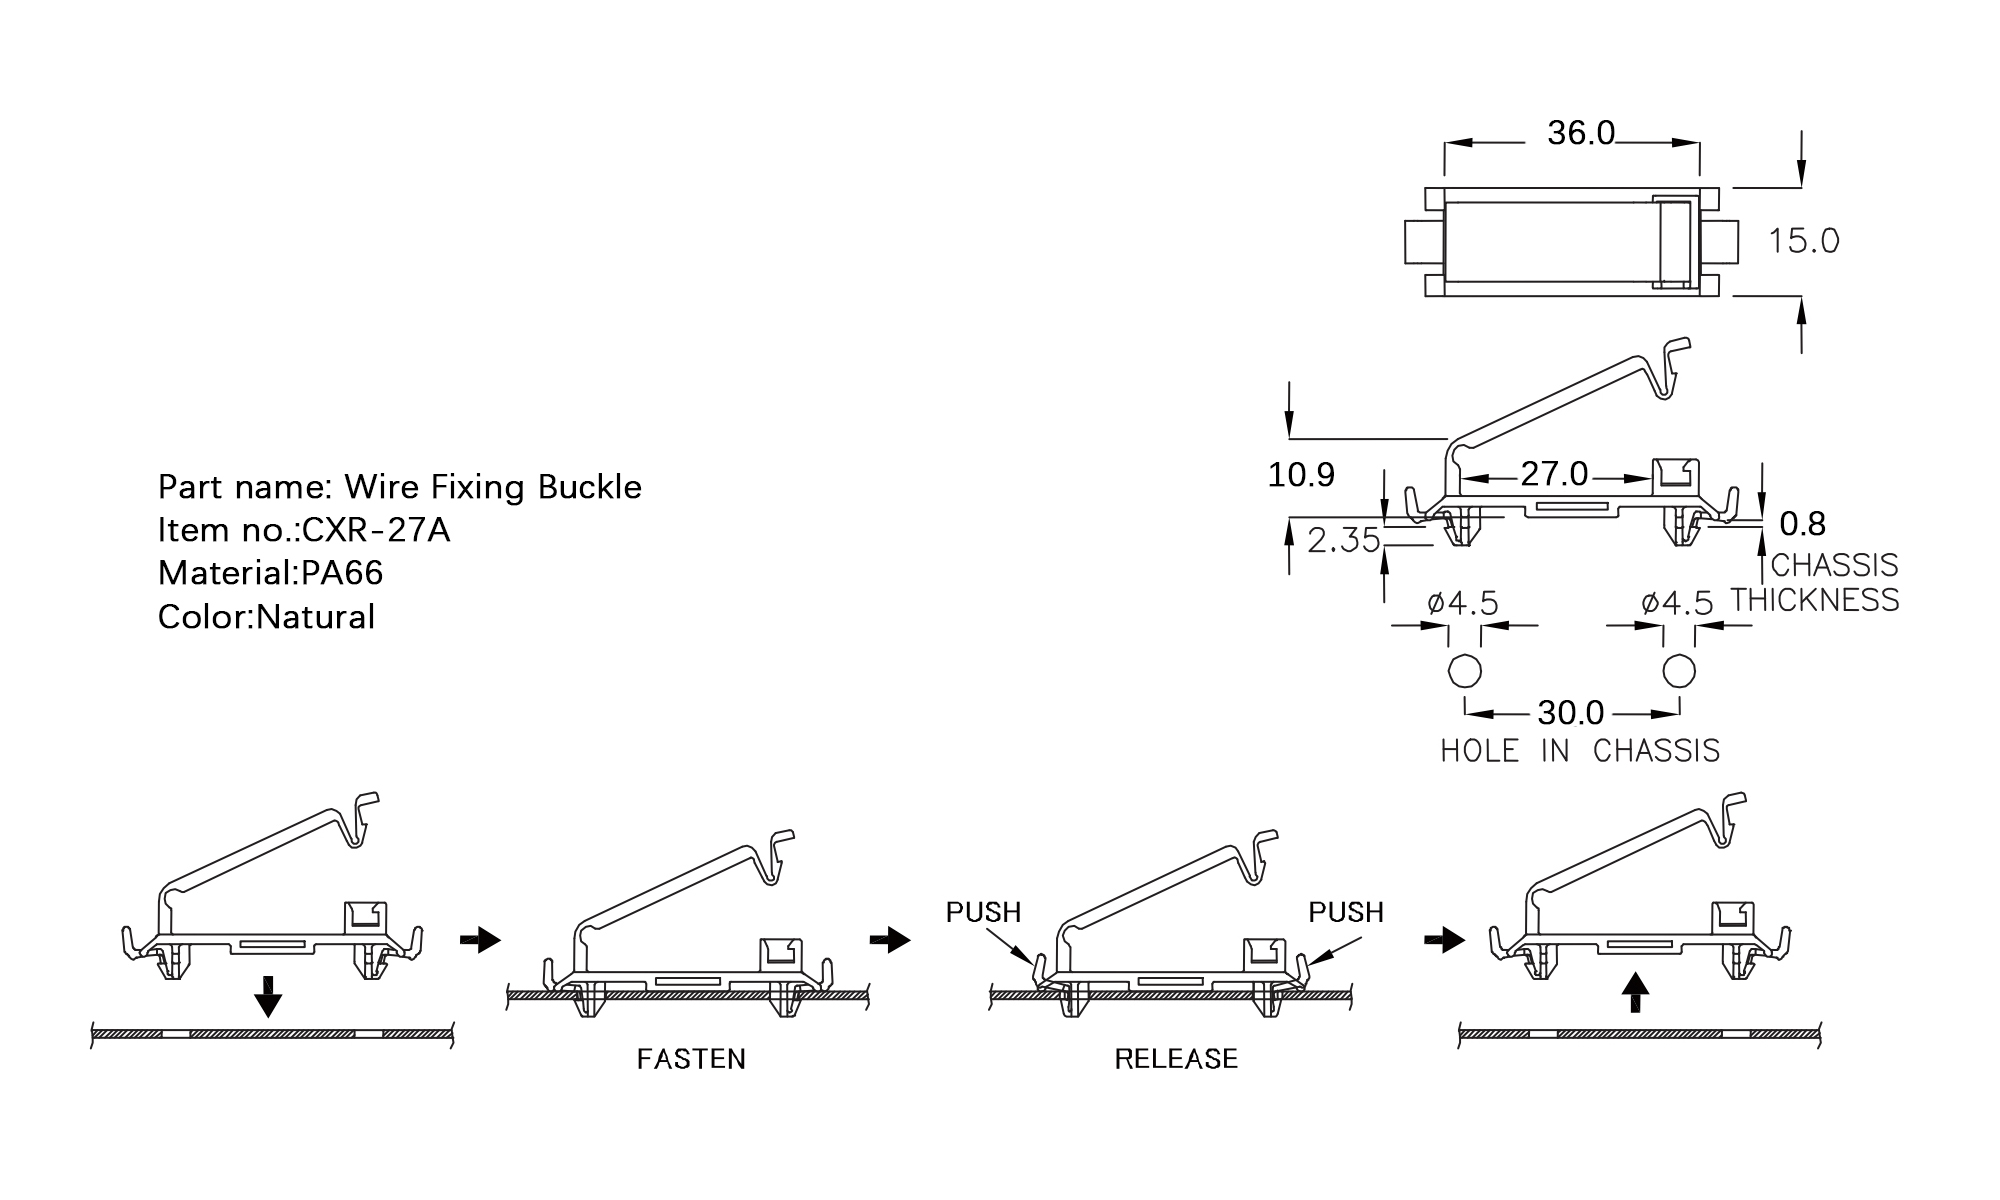 36.0
15.0
10.9
27.0
2.35
0.8
CHASSIS
THICKNESS
ø4.5
ø4.5
30.0
HOLE IN CHASSIS
Part name: Wire Fixing Buckle
Item no.:CXR-27A
Material:PA66
Color:Natural
PUSH
PUSH
FASTEN
RELEASE